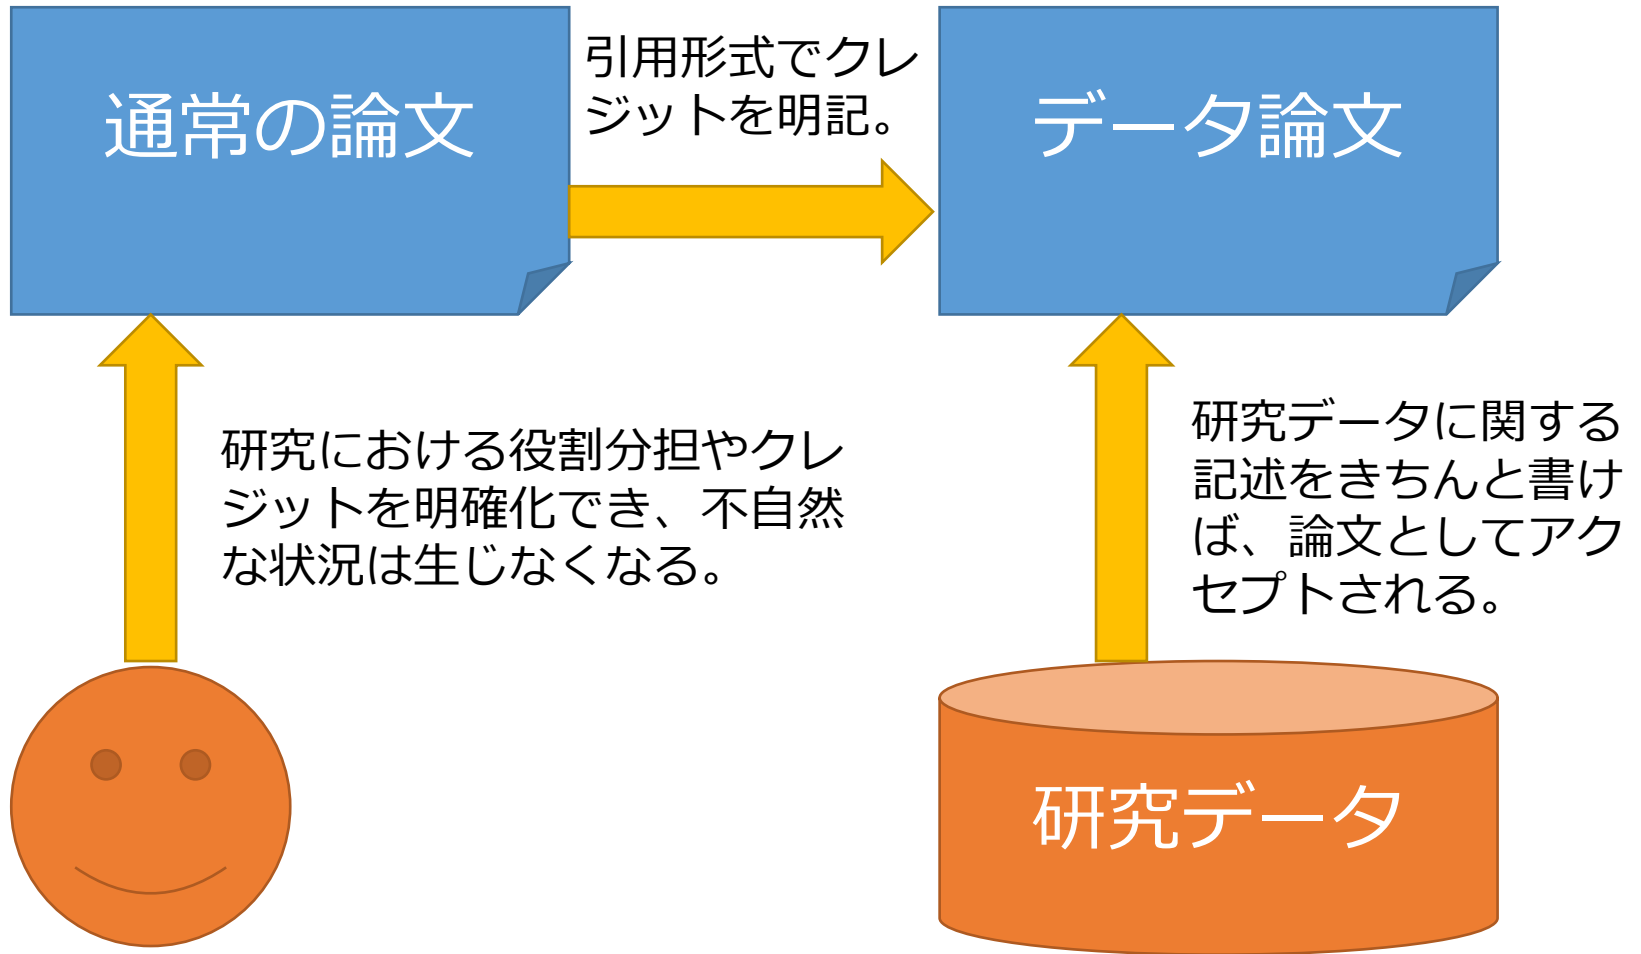 通常の論文
引用形式でクレ
ジットを明記。
データ論文
研究における役割分担やクレ
ジットを明確化でき、不自然
な状況は生じなくなる。
研究データに関する
記述をきちんと書け
ば、論文としてアク
セプトされる。
研究データ